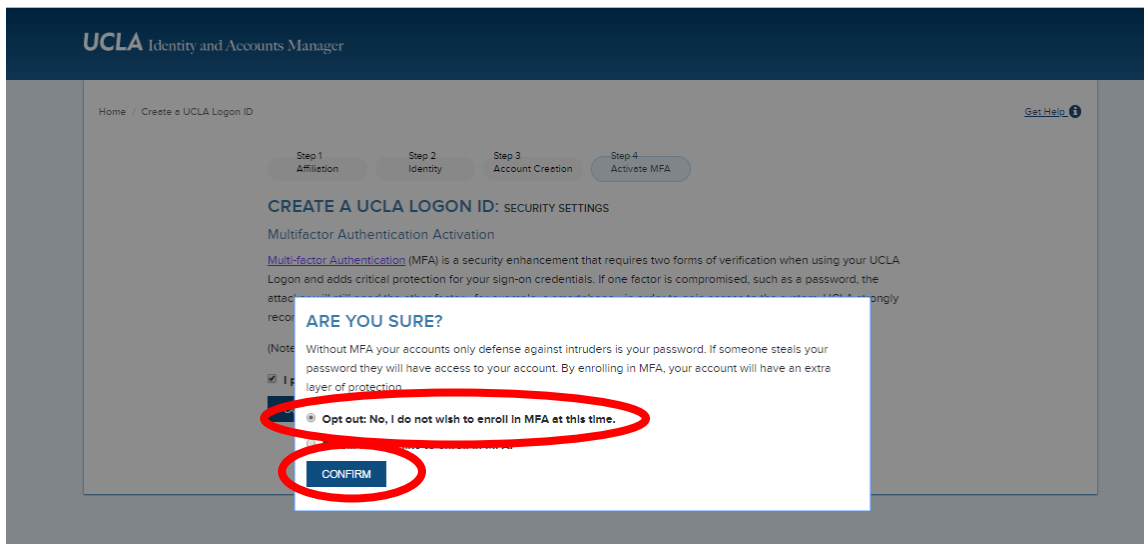 UCLA Identity and Accounts Manager
Home / Create a UCLA Logon ID
Get Help
Step 1 Step 2 Step 3 Step 4
Affiliation Identity Account Creation Activate MFA
CREATE A UCLA LOGON ID: SECURITY SETTINGS
Multifactor Authentication Activation
Multi-factor Authentication (MFA) is a security enhancement that requires two forms of verification when using your UCLA
Logon and adds critical protection for your sign-on credentials. If one factor is compromised, such as a password, the
ARE YOU SURE?
(Note
Without MFA your accounts only defense against intruders is your password. If someone steals your
password they will have access to your account. By enrolling in MFA, your account will have an extra
layer of protection
Opt out: No, I do not wish to enroll in MFA at this time.
to enroll in MFA.
CONFIRM